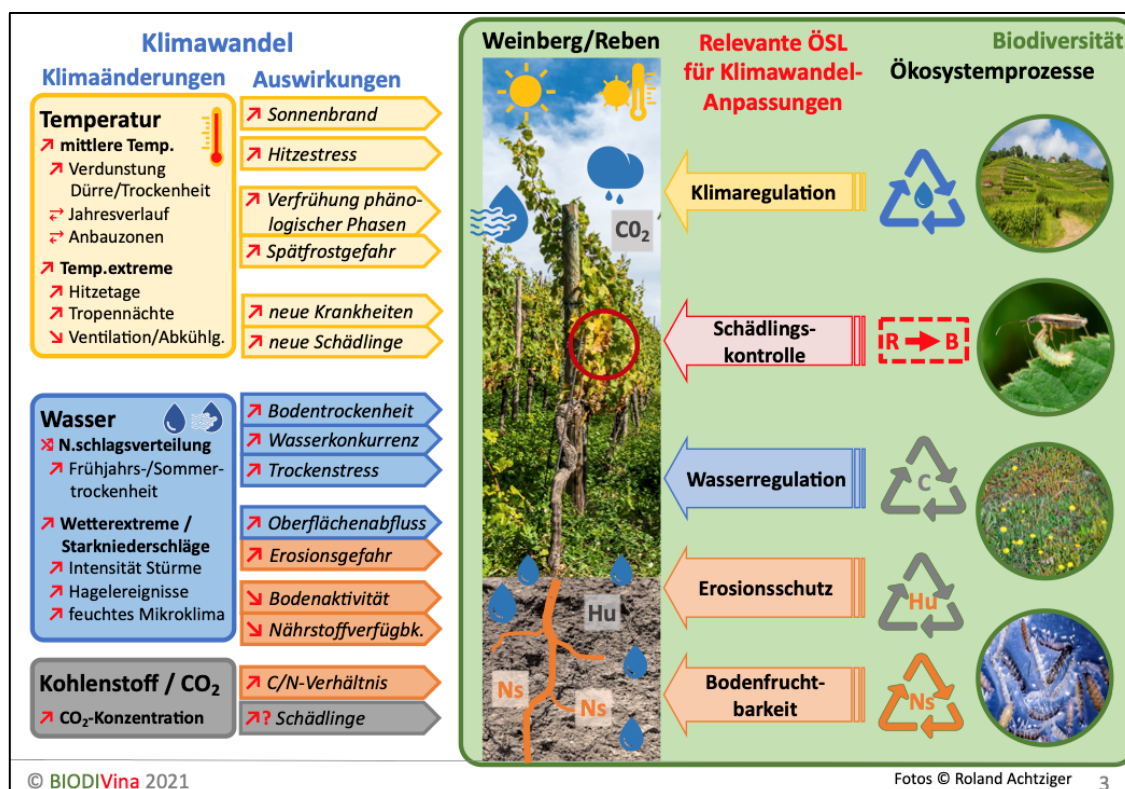 Klimawandel
Klimaänderungen
Auswirkungen
Temperatur
↗ mittlere Temp.
↗ Verdunstung
Dürre/Trockenheit
⇄ Jahresverlauf
⇄ Anbauzonen
↗ Temp.extreme
↗ Hitzetage
↗ Tropennächte
↘ Ventilation/Abkühlg.
↗ Sonnenbrand
↗ Hitzestress
↗ Verfrühung phäno-
logischer Phasen
↗ Spätfrostgefahr
↗ neue Krankheiten
↗ neue Schädlinge
Wasser
N.schlagsverteilung
↗ Frühjahrs-/Sommer-
trockenheit
↗ Wetterextreme /
Starkniederschläge
↗ Intensität Stürme
↗ Hagelereignisse
↗ feuchtes Mikroklima
↗ Bodentrockenheit
↗ Wasserkonkurrenz
↗ Trockenstress
↗ Oberflächenabfluss
↗ Erosionsgefahr
↘ Bodenaktivität
↘ Nährstoffverfügbk.
Kohlenstoff / CO₂
↗ CO₂-Konzentration
↗ C/N-Verhältnis
↗? Schädlinge
Weinberg/Reben
C0₂
Hu
Ns
Ns
Relevante ÖSL
für Klimawandel-
Anpassungen
Klimaregulation
Schädlings-
kontrolle
Wasserregulation
Erosionsschutz
Bodenfrucht-
barkeit
Biodiversität
Ökosystemprozesse
R → B
C
Hu
Ns
© BIODIVina 2021
Fotos © Roland Achtziger
3